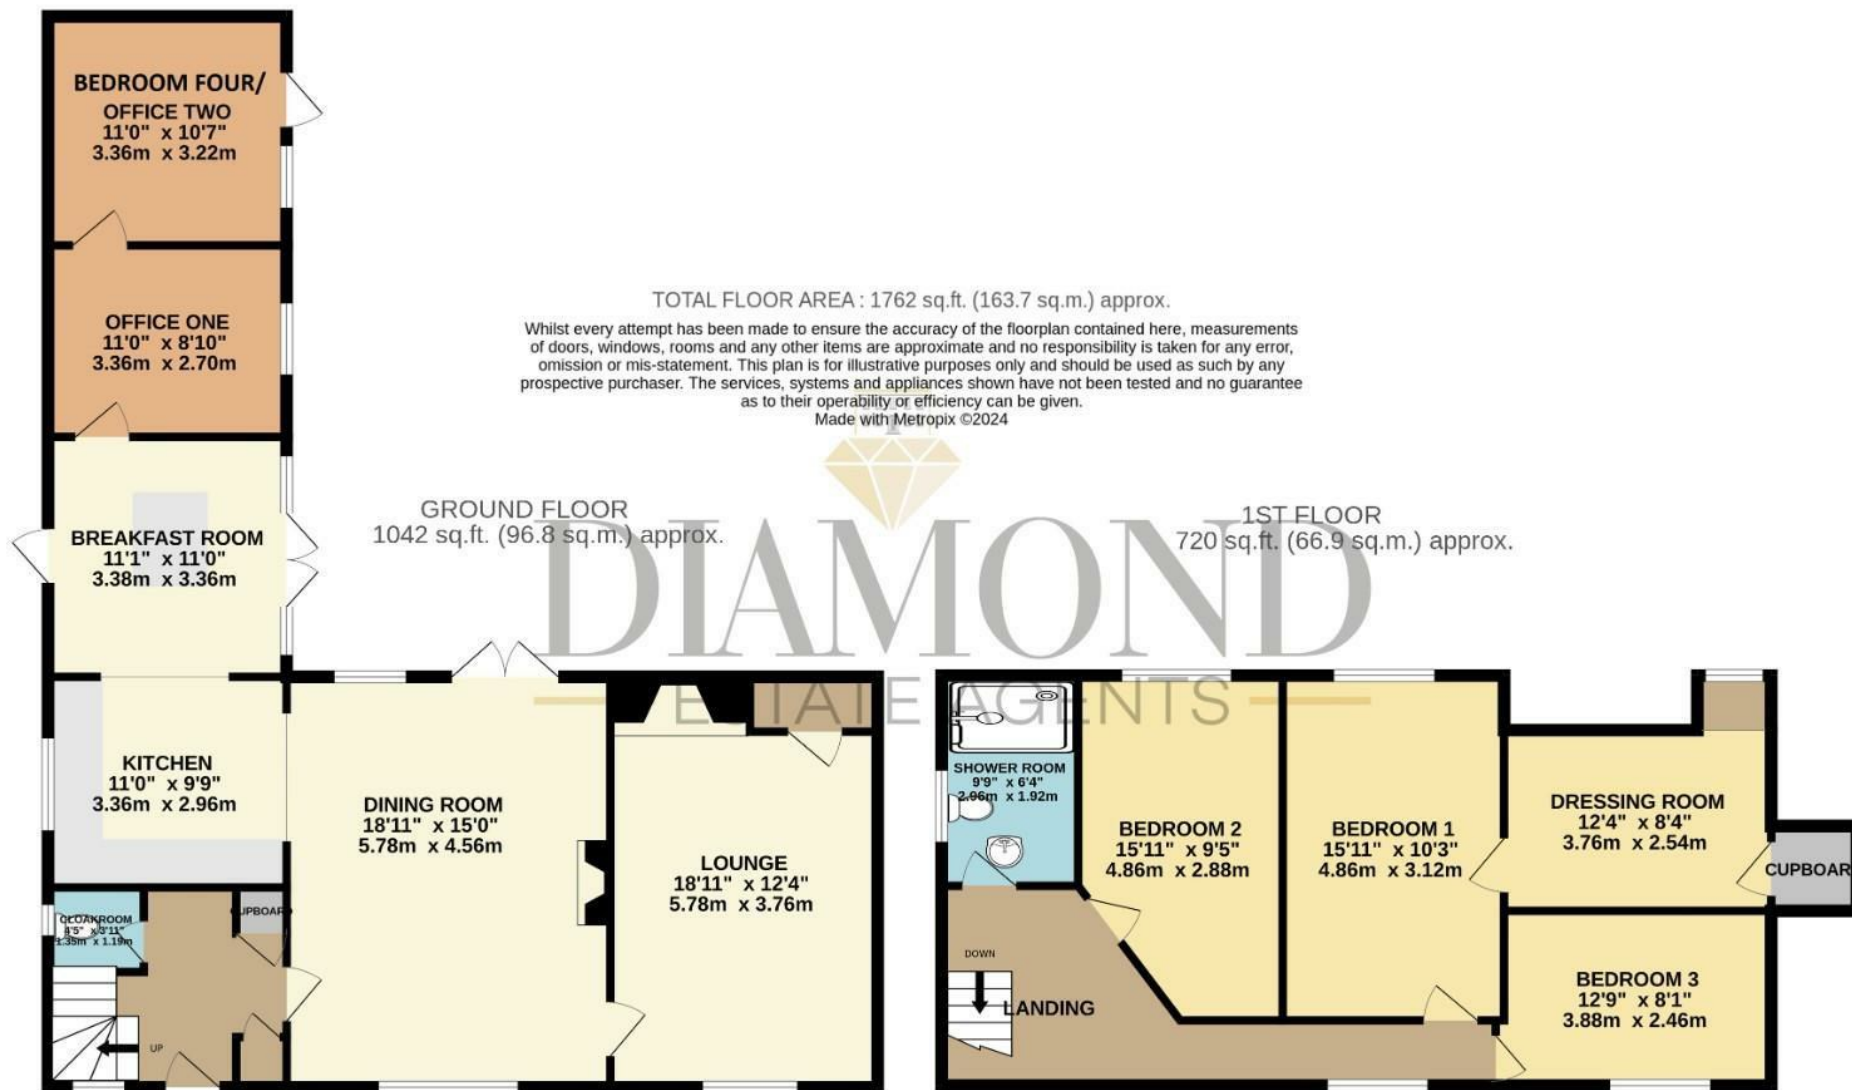 BEDROOM FOUR/
OFFICE TWO
11'0" x 10'7"
3.36m x 3.22m
OFFICE ONE
11'0" x 8'10"
3.36m x 2.70m
BREAKFAST ROOM
11'1" x 11'0"
3.38m x 3.36m
KITCHEN
11'0" x 9'9"
3.36m x 2.96m
CLOAKROOM
4'5" x 3'11"
1.35m x 1.19m
CUPBOARD
UP
DINING ROOM
18'11" x 15'0"
5.78m x 4.56m
LOUNGE
18'11" x 12'4"
5.78m x 3.76m
TOTAL FLOOR AREA : 1762 sq.ft. (163.7 sq.m.) approx.
Whilst every attempt has been made to ensure the accuracy of the floorplan contained here, measurements
of doors, windows, rooms and any other items are approximate and no responsibility is taken for any error,
omission or mis-statement. This plan is for illustrative purposes only and should be used as such by any
prospective purchaser. The services, systems and appliances shown have not been tested and no guarantee
as to their operability or efficiency can be given.
Made with Metropix ©2024
GROUND FLOOR
1042 sq.ft. (96.8 sq.m.) approx.
1ST FLOOR
720 sq.ft. (66.9 sq.m.) approx.
DIAMOND
ESTATE AGENTS
SHOWER ROOM
9'9" x 6'4"
2.96m x 1.92m
BEDROOM 2
15'11" x 9'5"
4.86m x 2.88m
BEDROOM 1
15'11" x 10'3"
4.86m x 3.12m
DRESSING ROOM
12'4" x 8'4"
3.76m x 2.54m
CUPBOAR
DOWN
LANDING
BEDROOM 3
12'9" x 8'1"
3.88m x 2.46m